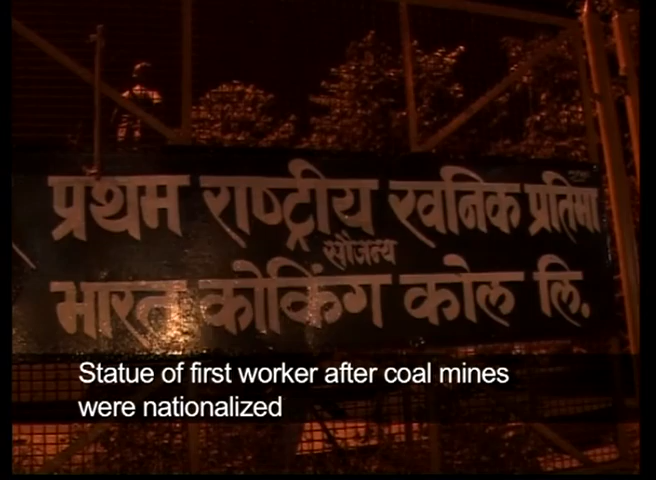 प्रथम राष्ट्रीय खनिक प्रतिमा
सौजन्य
भारत कोकिंग कोल लि.
Statue of first worker after coal mines
were nationalized